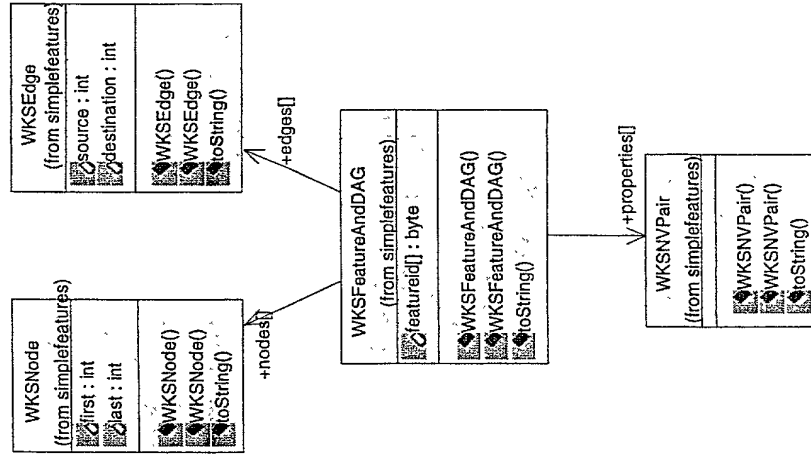 WKSNode
(from simplefeatures)
first : int
last : int
WKSNode()
WKSNode()
toString()
+nodes[]
WKSEdge
(from simplefeatures)
source : int
destination : int
WKSEdge()
WKSEdge()
toString()
+edges[]
WKSFeatureAndDAG
(from simplefeatures)
featureid[] : byte
WKSFeatureAndDAG()
WKSFeatureAndDAG()
toString()
+properties[]
WKSNVPair
(from simplefeatures)
WKSNVPair()
WKSNVPair()
toString()